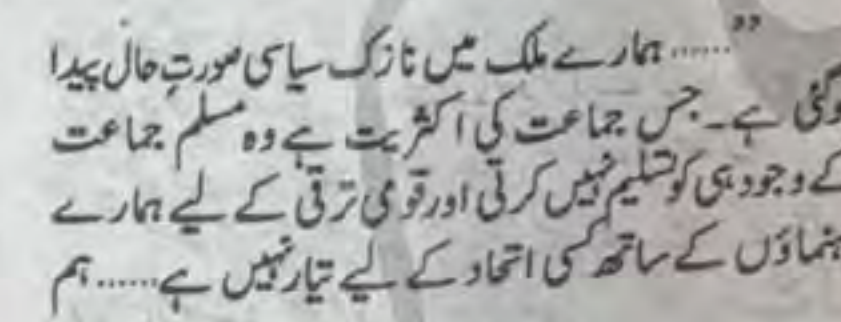 ”...... ہمارے ملک میں نازک سیاسی صورتِ حال پیدا
وگئی ہے۔ جس جماعت کی اکثریت ہے وہ مسلم جماعت
کے وجود ہی کو تسلیم نہیں کرتی اور قومی ترقی کے لیے ہمارے
ہنماؤں کے ساتھ کسی اتحاد کے لیے تیار نہیں ہے...... ہم